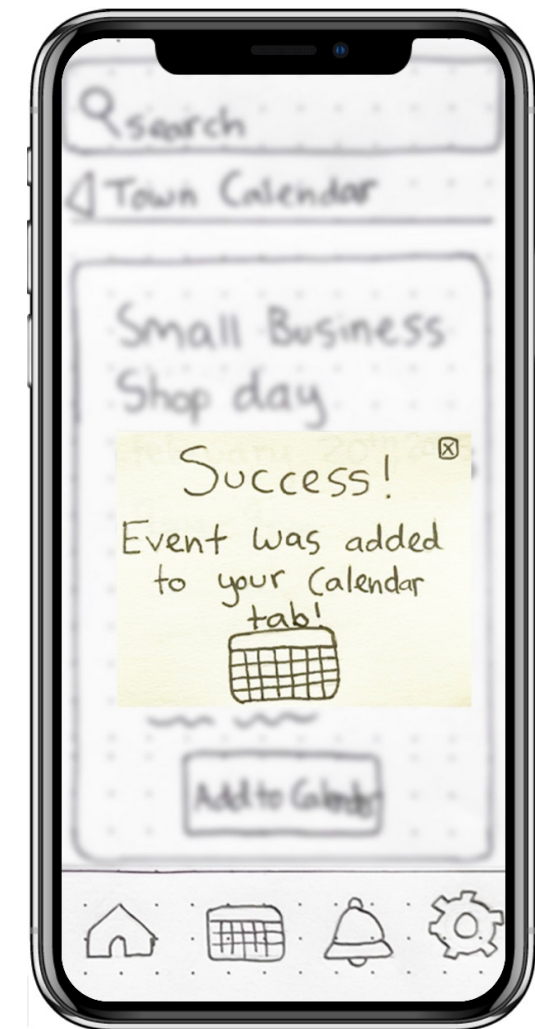 search
Town Calendar
Small Business
Shop day
Success!
Event was added
to your Calendar
tab!
Add to Calendar